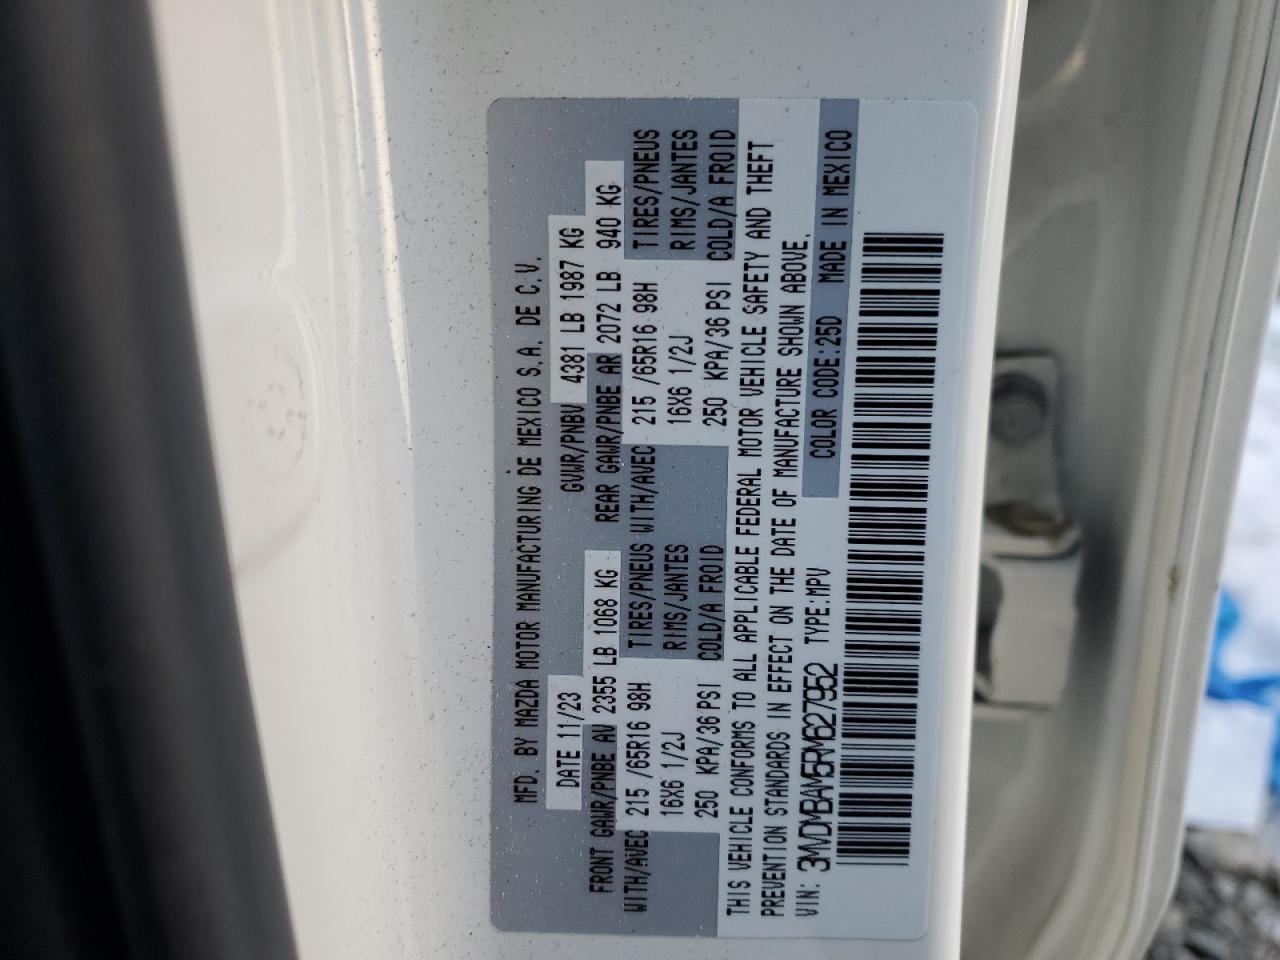 MFD. BY MAZDA MOTOR MANUFACTURING DE MEXICO S.A. DE C.V.
DATE 11/23 GVWR/PNBV 4381 LB 1987 KG
FRONT GAWR/PNBE AV 2355 LB 1068 KG REAR GAWR/PNBE AR 2072 LB 940 KG
WITH/AVEC 215 /65R16 98H TIRES/PNEUS WITH/AVEC 215 /65R16 98H TIRES/PNEUS
16X6 1/2J RIMS/JANTES 16X6 1/2J RIMS/JANTES
250 KPA/36 PSI COLD/A FROID 250 KPA/36 PSI COLD/A FROID
THIS VEHICLE CONFORMS TO ALL APPLICABLE FEDERAL MOTOR VEHICLE SAFETY AND THEFT
PREVENTION STANDARDS IN EFFECT ON THE DATE OF MANUFACTURE SHOWN ABOVE.
VIN: 3MVDMBAM5RM627952 TYPE:MPV COLOR CODE:25D MADE IN MEXICO